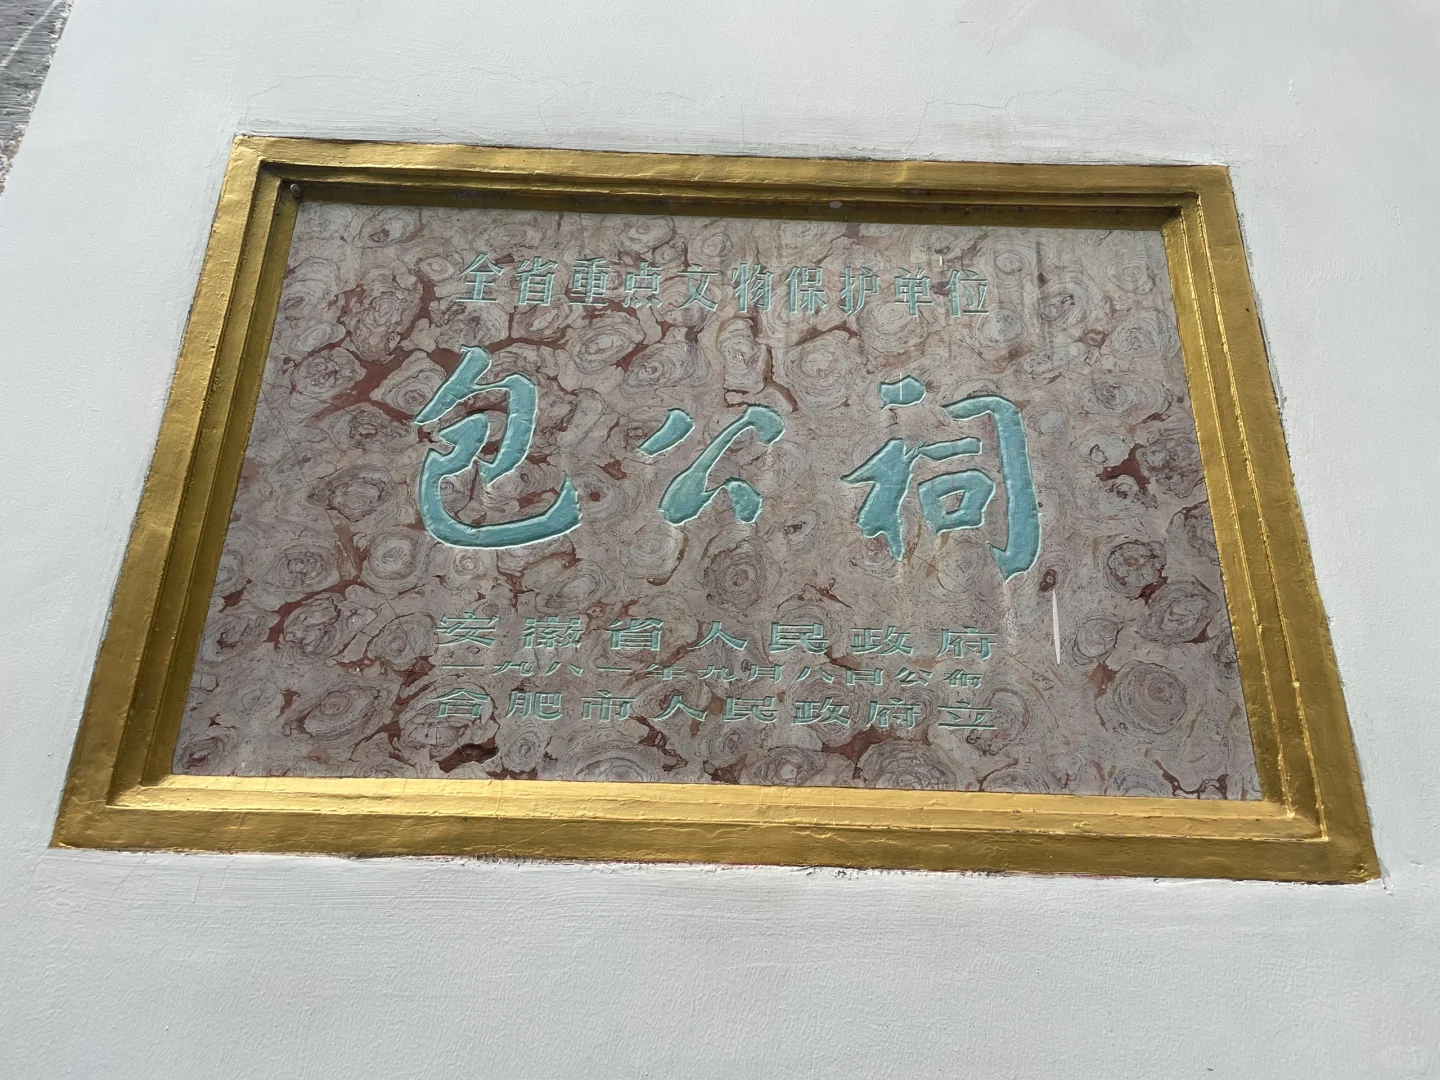 全省重点文物保护单位
包公祠
安徽省人民政府
一九八一年九月八日公布
合肥市人民政府立